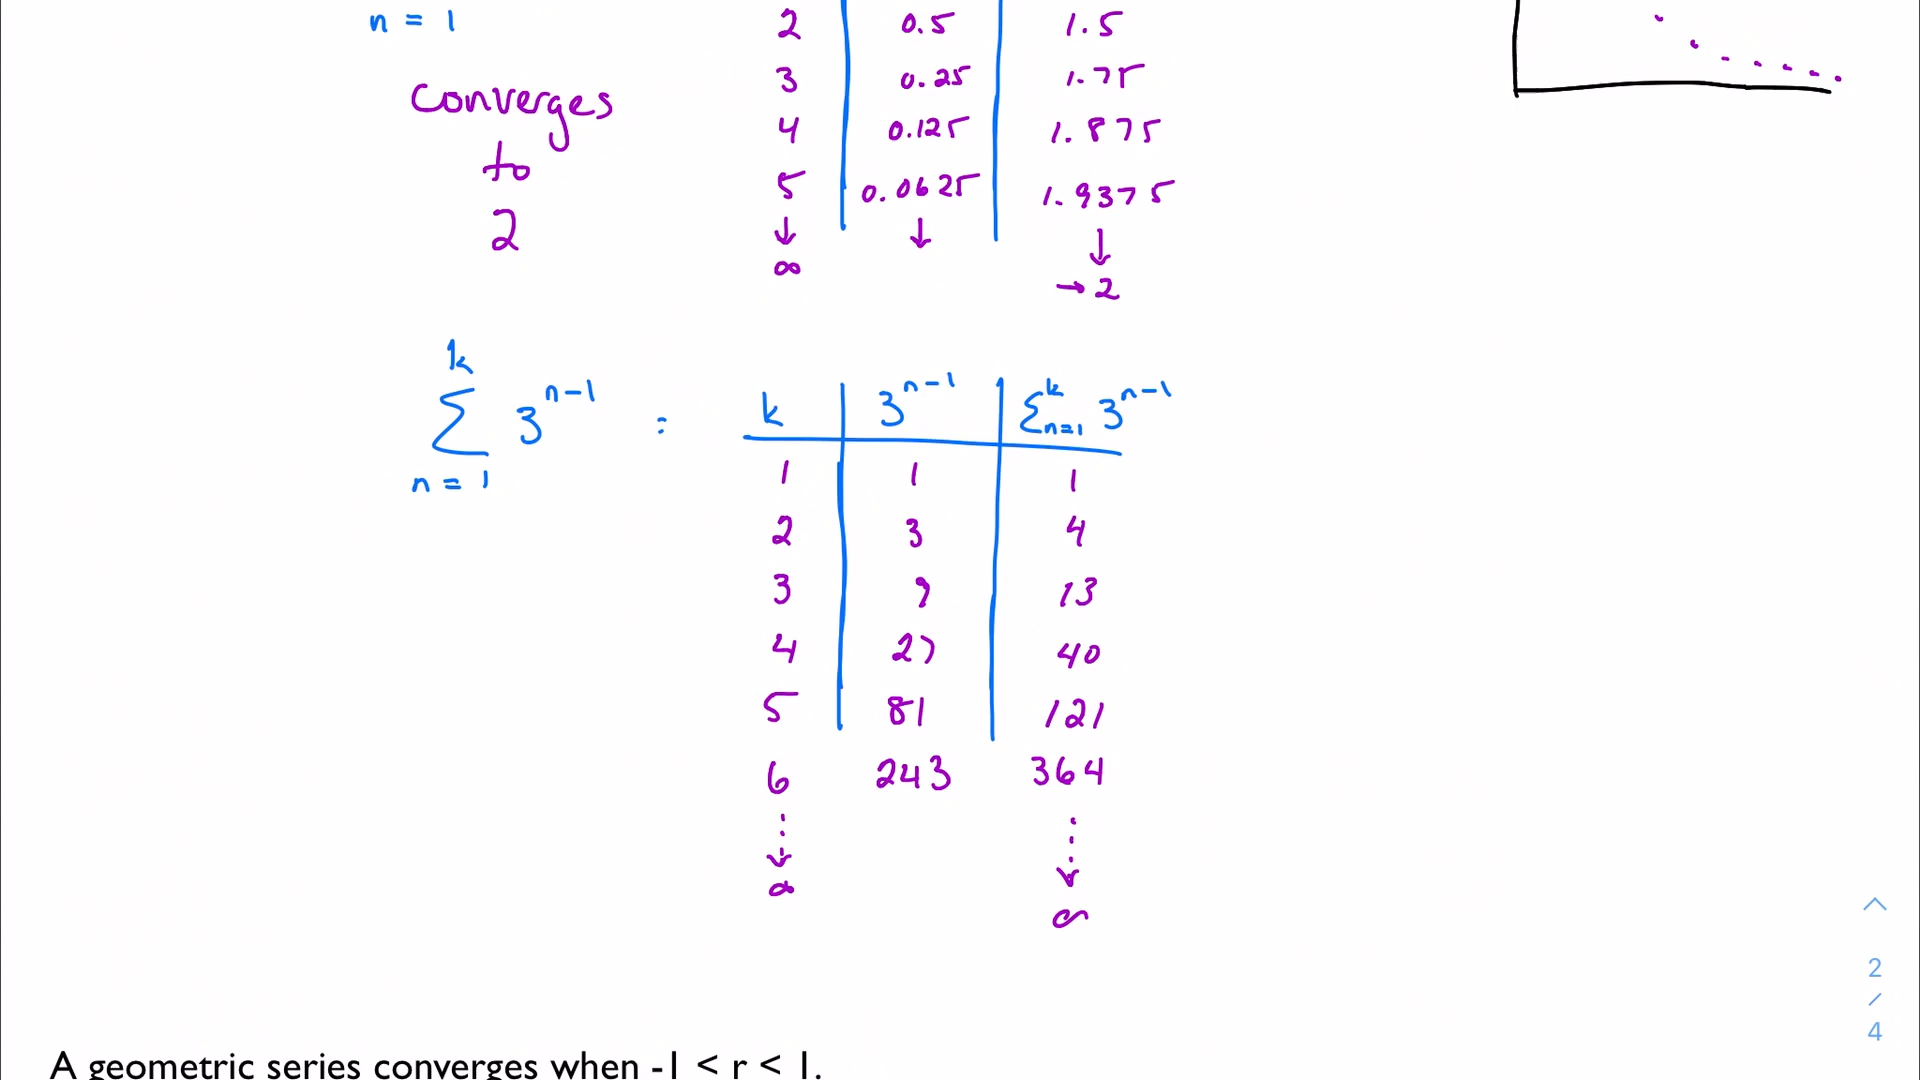 n = 1
2 0.5 1.5
3 0.25 1.75
4 0.125 1.875
5 0.0625 1.9375
↓ ↓ ↓
∞ → 2
converges
to
2
k
∑ 3^{n-1} :
n = 1
k 3^{n-1} ∑_{n=1}^{k} 3^{n-1}
1 1 1
2 3 4
3 9 13
4 27 40
5 81 121
6 243 364
⋮ ⋮
↓ ↓
∞ ∞
2
/
4
A geometric series converges when -1 < r < 1.